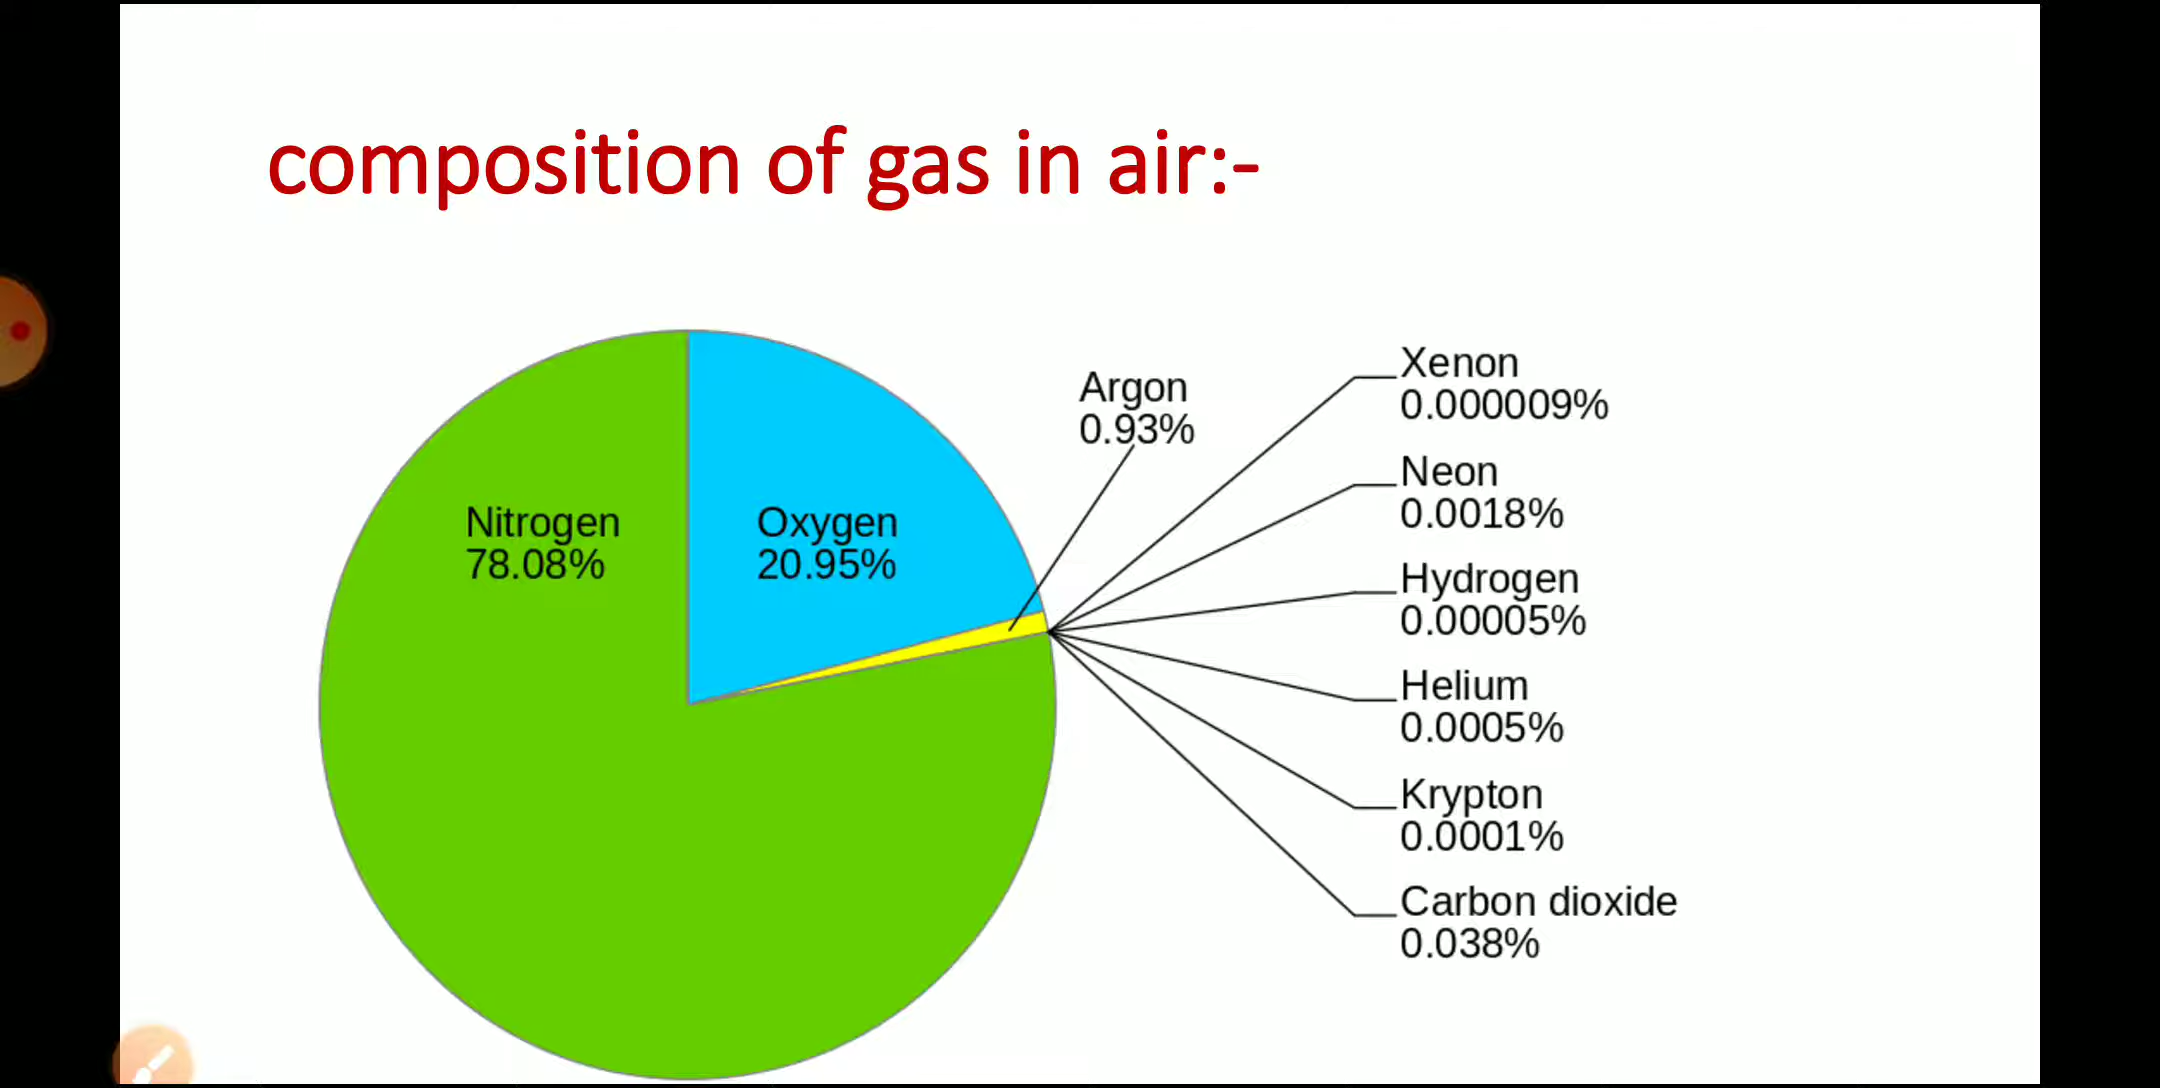 composition of gas in air:-
Nitrogen
78.08%
Oxygen
20.95%
Argon
0.93%
Xenon
0.000009%
Neon
0.0018%
Hydrogen
0.00005%
Helium
0.0005%
Krypton
0.0001%
Carbon dioxide
0.038%